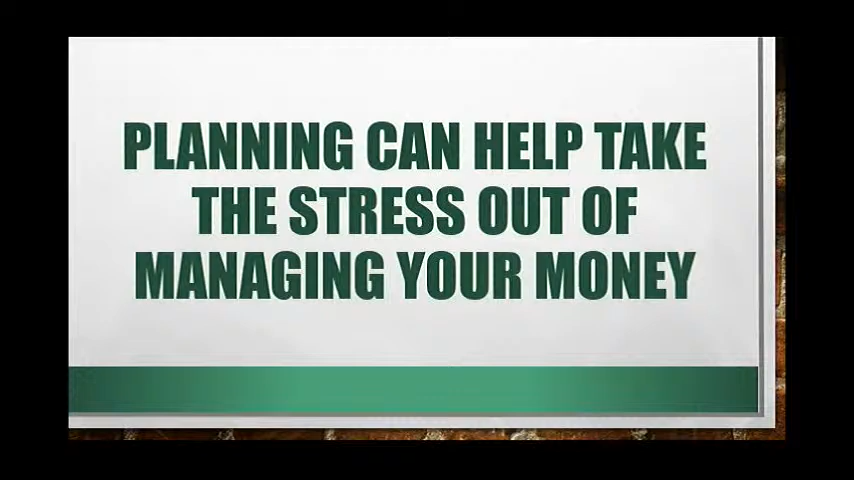 PLANNING CAN HELP TAKE
THE STRESS OUT OF
MANAGING YOUR MONEY